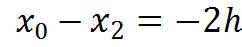 x₀ − x₂ = −2h